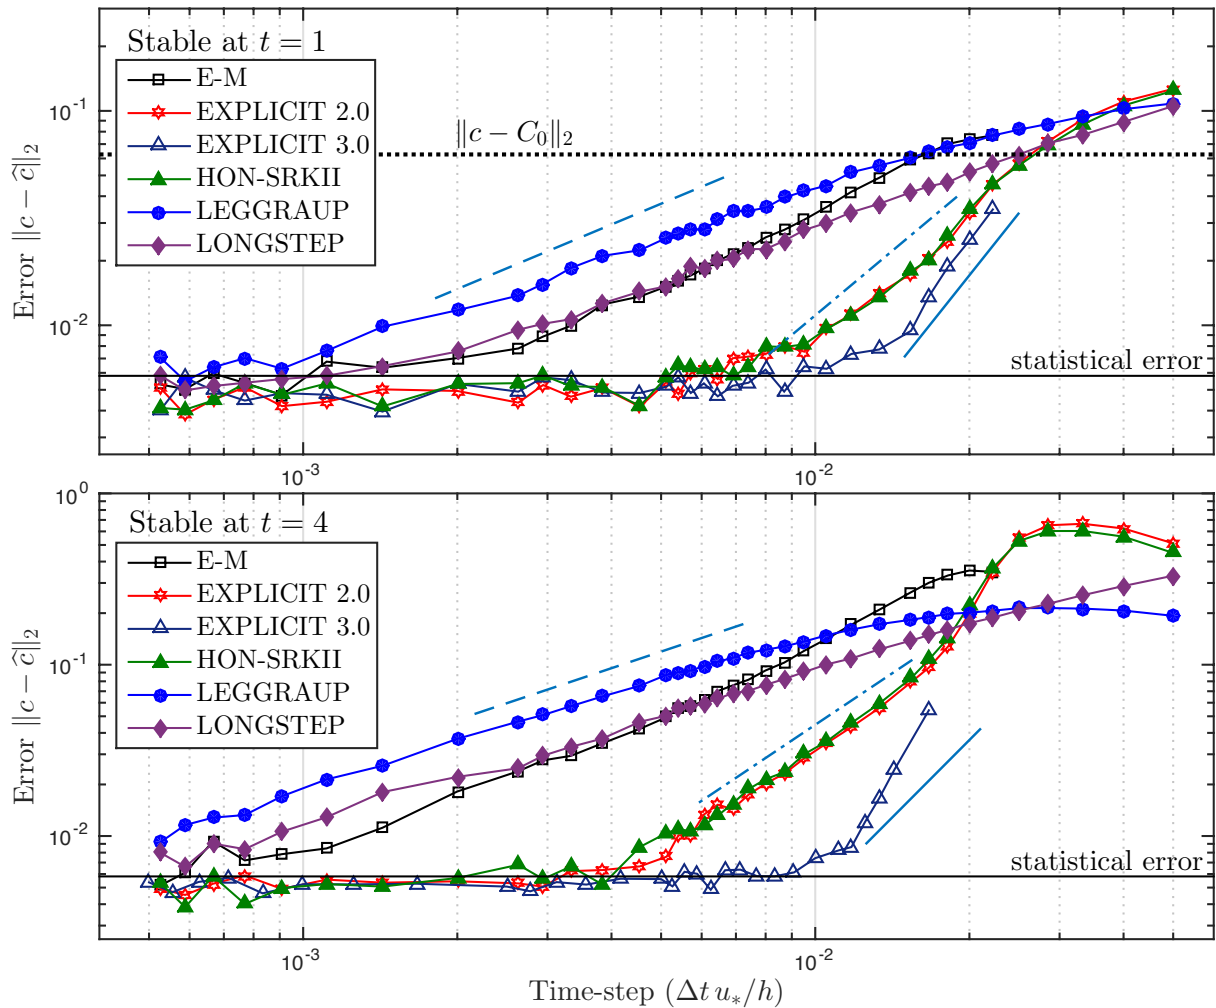 Stable at t = 1
E-M
EXPLICIT 2.0
EXPLICIT 3.0
HON-SRKII
LEGGRAUP
LONGSTEP
∥c − C₀∥₂
statistical error
Error ∥c − ĉ∥₂
10⁻¹
10⁻²
10⁻³ 10⁻²
Stable at t = 4
E-M
EXPLICIT 2.0
EXPLICIT 3.0
HON-SRKII
LEGGRAUP
LONGSTEP
statistical error
Error ∥c − ĉ∥₂
10⁰
10⁻¹
10⁻²
10⁻³ 10⁻²
Time-step (Δt u∗/h)